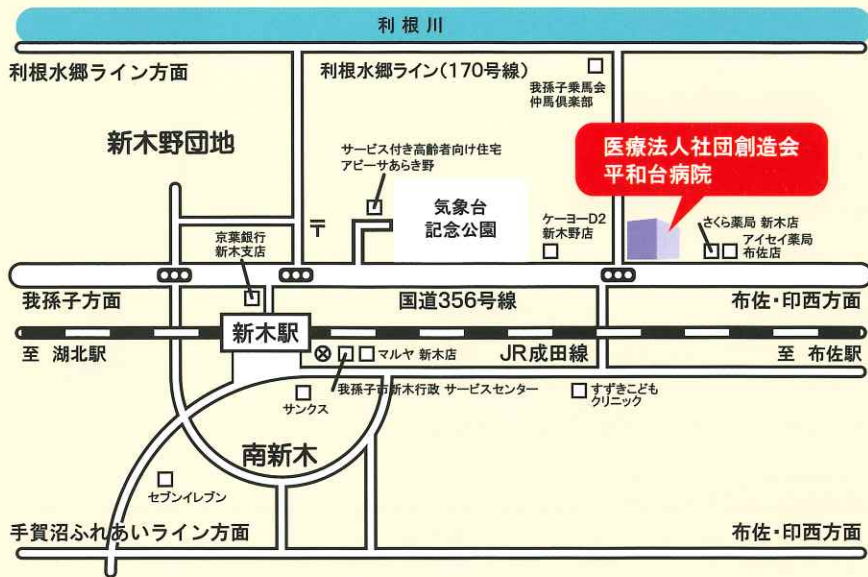 利根川
利根水郷ライン方面
利根水郷ライン(170号線)
我孫子乗馬会
仲馬倶楽部
新木野団地
サービス付き高齢者向け住宅
アビーサあらき野
医療法人社団創造会
平和台病院
気象台
記念公園
〒
京葉銀行
新木支店
ケーヨーD2
新木野店
さくら薬局 新木店
アイセイ薬局
布佐店
我孫子方面
国道356号線
布佐・印西方面
新木駅
至 湖北駅
マルヤ 新木店
JR成田線
至 布佐駅
我孫子市新木行政 サービスセンター
サンクス
すずきこども
クリニック
南新木
セブンイレブン
手賀沼ふれあいライン方面
布佐・印西方面